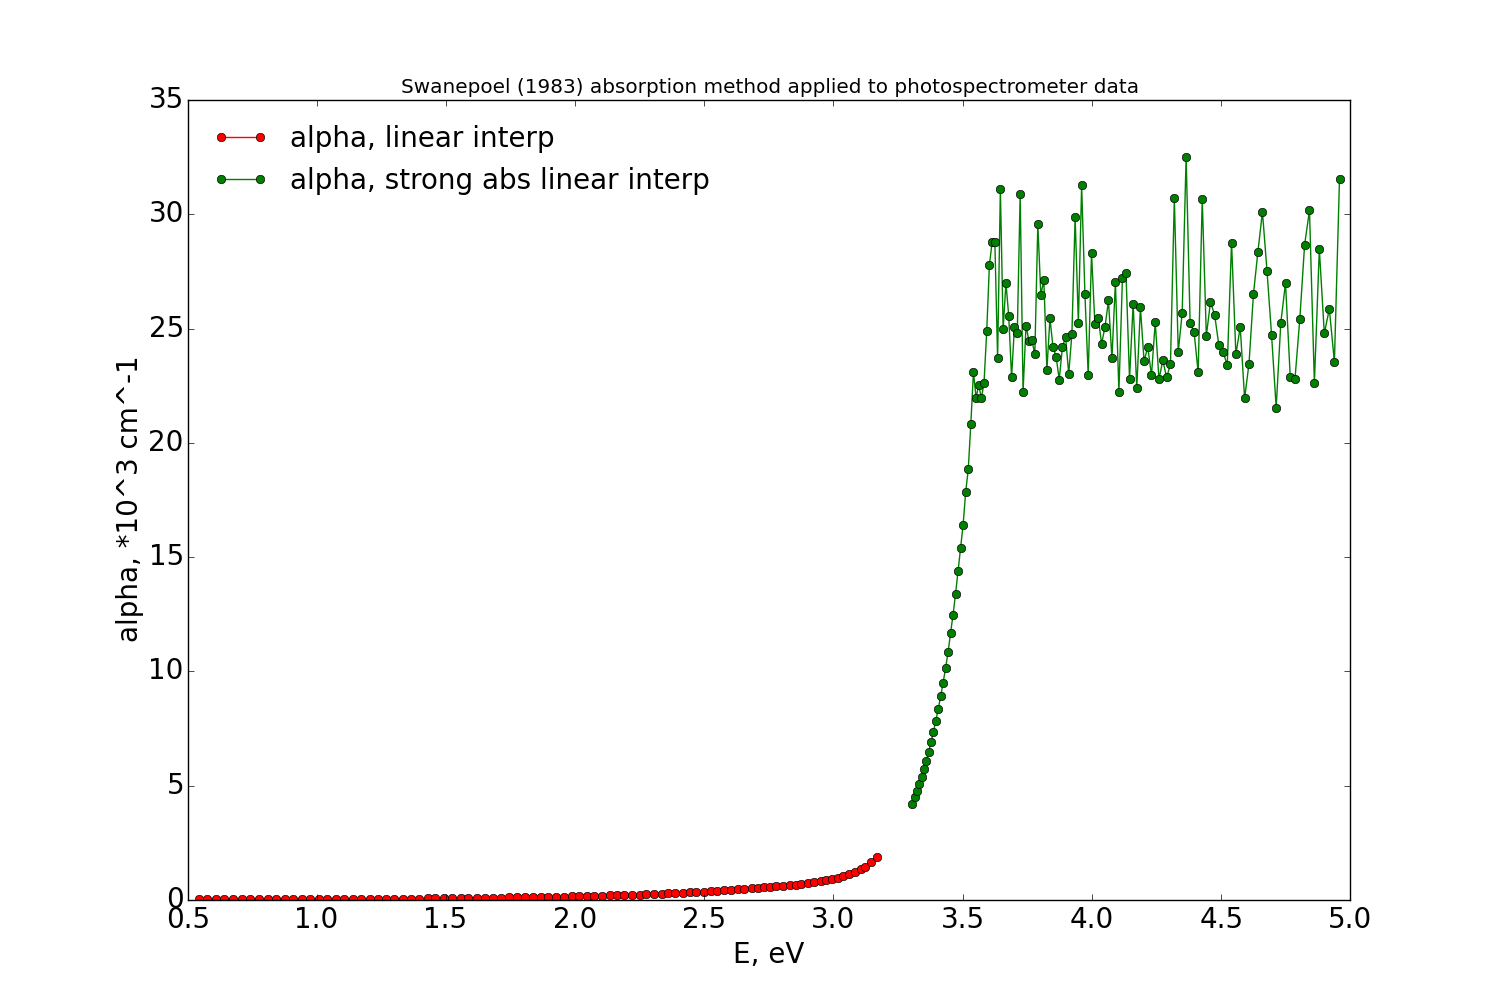 Swanepoel (1983) absorption method applied to photospectrometer data
35
alpha, linear interp
alpha, strong abs linear interp
30
25
20
15
10
5
0
alpha, *10^3 cm^-1
0.5 1.0 1.5 2.0 2.5 3.0 3.5 4.0 4.5 5.0
E, eV